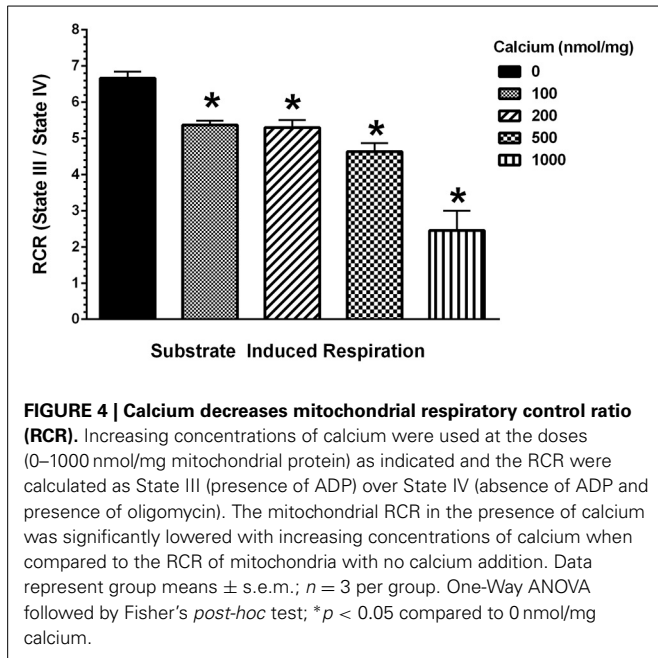 8
7
6
5
4
3
2
1
0
RCR (State III / State IV)
*
*
*
*
Substrate Induced Respiration
Calcium (nmol/mg)
0
100
200
500
1000
FIGURE 4 | Calcium decreases mitochondrial respiratory control ratio
(RCR). Increasing concentrations of calcium were used at the doses
(0–1000 nmol/mg mitochondrial protein) as indicated and the RCR were
calculated as State III (presence of ADP) over State IV (absence of ADP and
presence of oligomycin). The mitochondrial RCR in the presence of calcium
was significantly lowered with increasing concentrations of calcium when
compared to the RCR of mitochondria with no calcium addition. Data
represent group means ± s.e.m.; n = 3 per group. One-Way ANOVA
followed by Fisher's post-hoc test; *p < 0.05 compared to 0 nmol/mg
calcium.